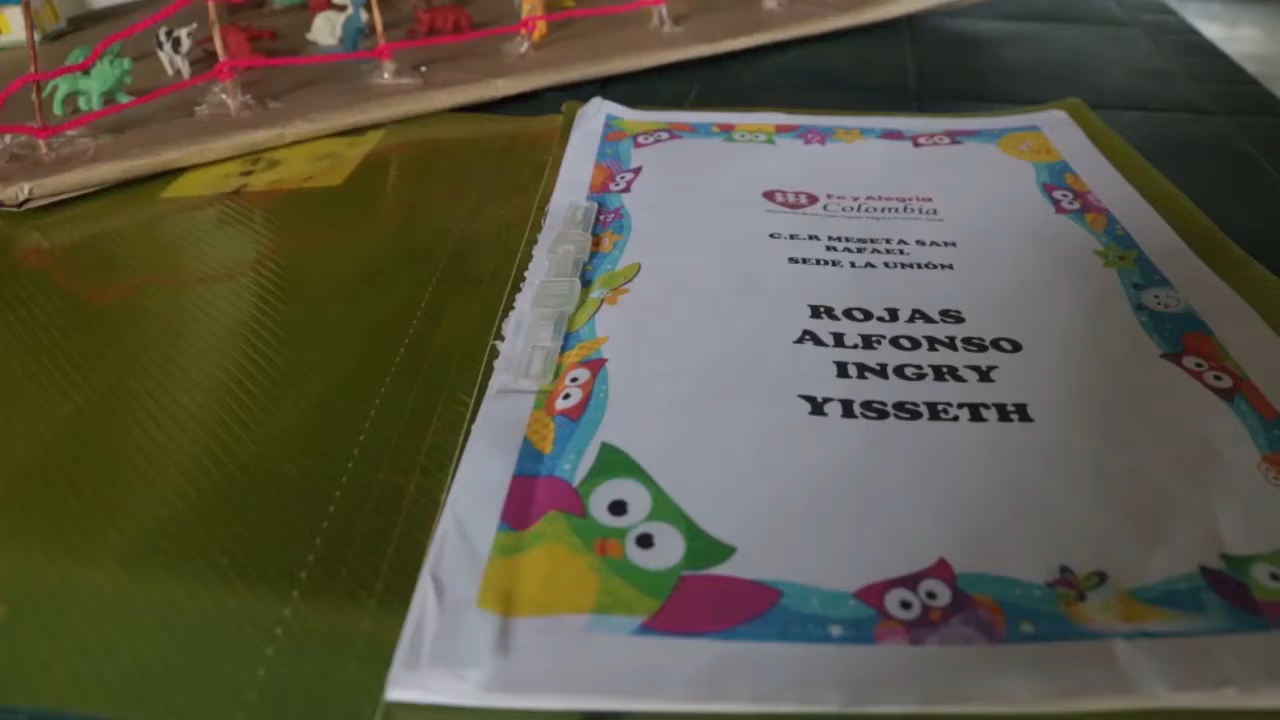 Fe y Alegría
Colombia
C.E.R MESETA SAN
RAFAEL
SEDE LA UNIÓN
ROJAS
ALFONSO
INGRY
YISSETH